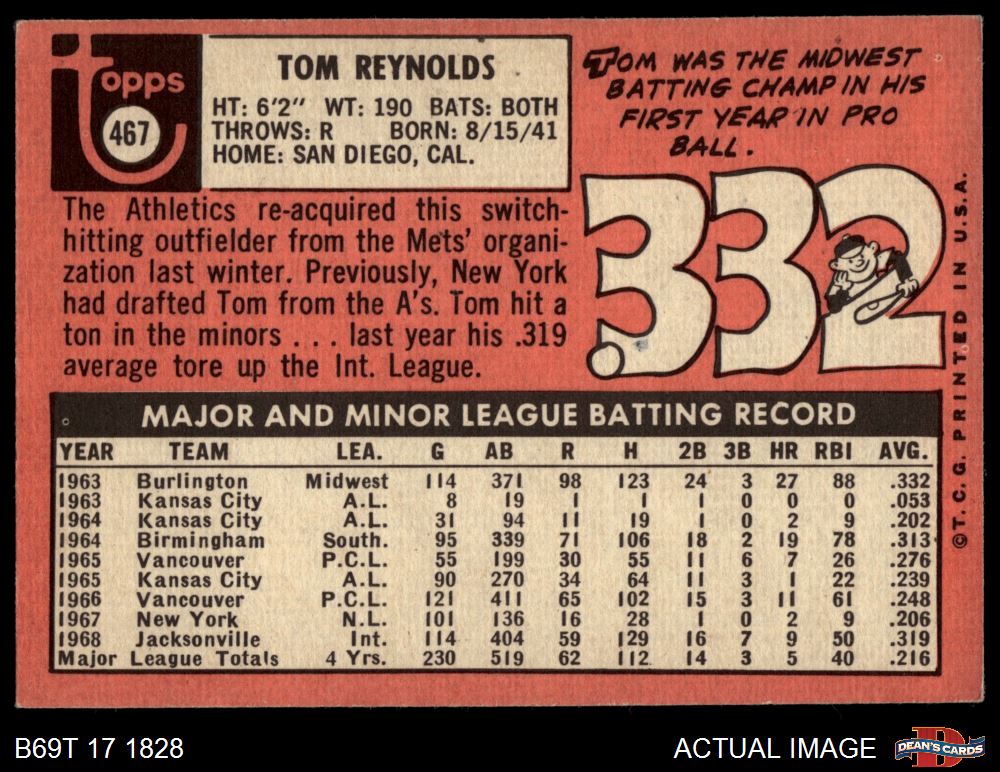 Topps
467
TOM REYNOLDS
HT: 6'2" WT: 190 BATS: BOTH
THROWS: R BORN: 8/15/41
HOME: SAN DIEGO, CAL.
TOM WAS THE MIDWEST
BATTING CHAMP IN HIS
FIRST YEAR IN PRO
BALL.
.332
The Athletics re-acquired this switch-
hitting outfielder from the Mets' organi-
zation last winter. Previously, New York
had drafted Tom from the A's. Tom hit a
ton in the minors . . . last year his .319
average tore up the Int. League.
MAJOR AND MINOR LEAGUE BATTING RECORD
YEAR TEAM LEA. G AB R H 2B 3B HR RBI AVG.
1963 Burlington Midwest 114 371 98 123 24 3 27 88 .332
1963 Kansas City A.L. 8 19 1 1 1 0 0 0 .053
1964 Kansas City A.L. 31 94 11 19 1 0 2 9 .202
1964 Birmingham South. 95 339 71 106 18 2 19 78 .313
1965 Vancouver P.C.L. 55 199 30 55 11 6 7 26 .276
1965 Kansas City A.L. 90 270 34 64 11 3 1 22 .239
1966 Vancouver P.C.L. 121 411 65 102 15 3 11 61 .248
1967 New York N.L. 101 136 16 28 1 0 2 9 .206
1968 Jacksonville Int. 114 404 59 129 16 7 9 50 .319
Major League Totals 4 Yrs. 230 519 62 112 14 3 5 40 .216
©T.C.G. PRINTED IN U.S.A.
B69T 17 1828
ACTUAL IMAGE
DEAN'S CARDS